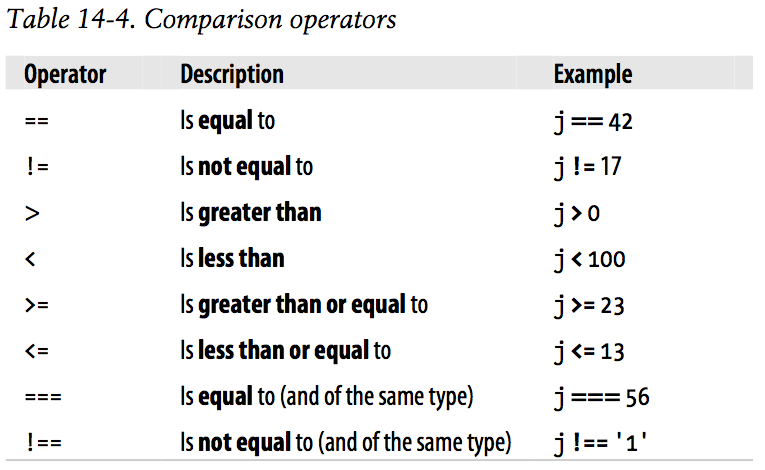 Table 14-4. Comparison operators
Operator Description Example
== Is equal to j == 42
!= Is not equal to j != 17
> Is greater than j > 0
< Is less than j < 100
>= Is greater than or equal to j >= 23
<= Is less than or equal to j <= 13
=== Is equal to (and of the same type) j === 56
!== Is not equal to (and of the same type) j !== '1'